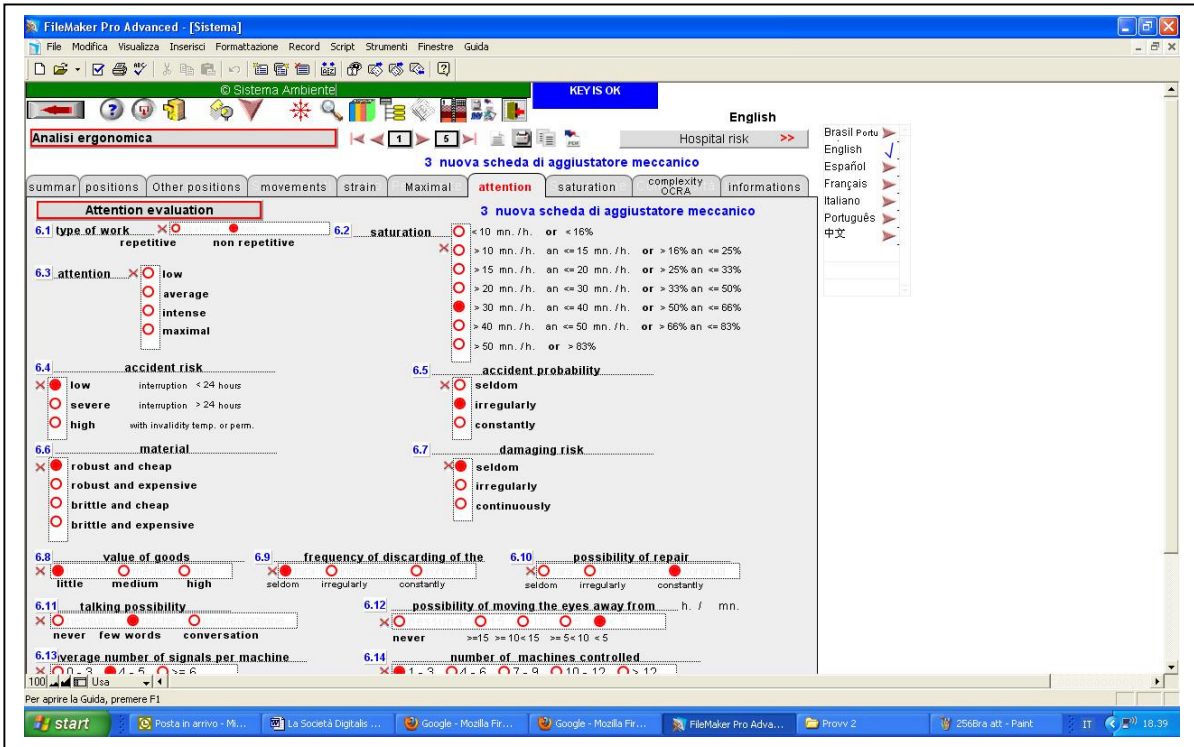 FileMaker Pro Advanced - [Sistema]
File Modifica Visualizza Inserisci Formattazione Record Script Strumenti Finestre Guida
© Sistema Ambiente
KEY IS OK
English
Analisi ergonomica
1
5
Hospital risk >>
3 nuova scheda di aggiustatore meccanico
Brasil Portu
English
Español
Français
Italiano
Português
中文
summar positions Other positions movements strain Maximal attention saturation complexity OCRA informations
Attention evaluation
3 nuova scheda di aggiustatore meccanico
6.1 type of work
repetitive non repetitive
6.2 saturation
< 10 mn. /h. or < 16%
> 10 mn. /h. an <= 15 mn. /h. or > 16% an <= 25%
> 15 mn. /h. an <= 20 mn. /h. or > 25% an <= 33%
> 20 mn. /h. an <= 30 mn. /h. or > 33% an <= 50%
> 30 mn. /h. an <= 40 mn. /h. or > 50% an <= 66%
> 40 mn. /h. an <= 50 mn. /h. or > 66% an <= 83%
> 50 mn. /h. or > 83%
6.3 attention
low
average
intense
maximal
6.4 accident risk
low interruption < 24 hours
severe interruption > 24 hours
high with invalidity temp. or perm.
6.5 accident probability
seldom
irregularly
constantly
6.6 material
robust and cheap
robust and expensive
brittle and cheap
brittle and expensive
6.7 damaging risk
seldom
irregularly
continuously
6.8 value of goods
little medium high
6.9 frequency of discarding of the
seldom irregularly constantly
6.10 possibility of repair
seldom irregularly constantly
6.11 talking possibility
never few words conversation
6.12 possibility of moving the eyes away from h. / mn.
never >=15 >= 10< 15 >= 5< 10 < 5
6.13 verage number of signals per machine
0 - 3 4 - 5 >= 6
6.14 number of machines controlled
1 - 3 4 - 6 7 - 9 10 - 12 > 12
100 Usa
Per aprire la Guida, premere F1
start Posta in arrivo - Mi... La Società Digitalis ... Google - Mozilla Fir... Google - Mozilla Fir... FileMaker Pro Adva... Provv 2 256Bra att - Paint IT 18.39